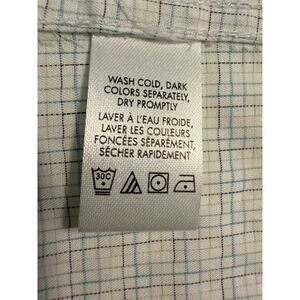 WASH COLD, DARK
COLORS SEPARATELY,
DRY PROMPTLY
LAVER À L'EAU FROIDE,
LAVER LES COULEURS
FONCÉES SÉPARÉMENT,
SÉCHER RAPIDEMENT
30C